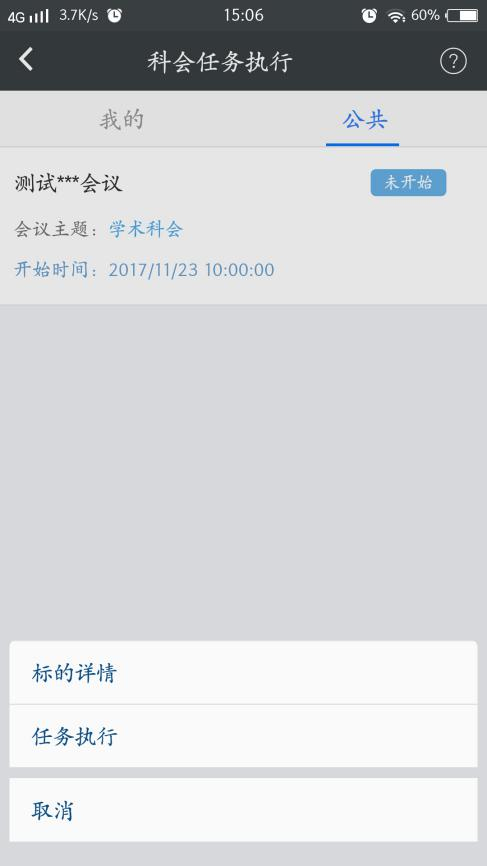 4G 3.7K/s 15:06 60%
科会任务执行 ?
我的 公共
测试***会议 未开始
会议主题：学术科会
开始时间：2017/11/23 10:00:00
标的详情
任务执行
取消